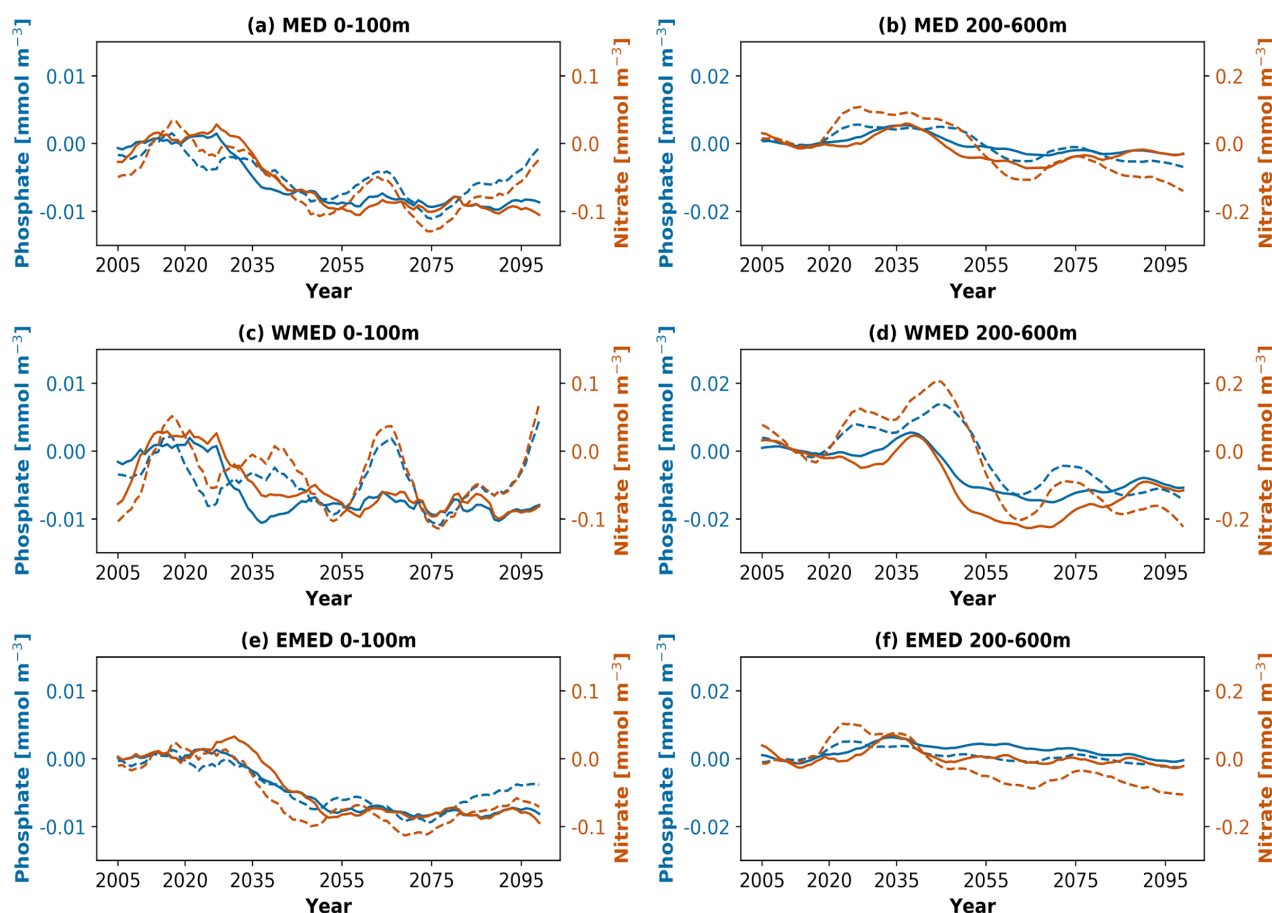 (a) MED 0-100m
Phosphate [mmol m⁻³]
0.01
0.00
-0.01
0.1
0.0
-0.1
Nitrate [mmol m⁻³]
2005 2020 2035 2055 2075 2095
Year
(b) MED 200-600m
Phosphate [mmol m⁻³]
0.02
0.00
-0.02
0.2
0.0
-0.2
Nitrate [mmol m⁻³]
2005 2020 2035 2055 2075 2095
Year
(c) WMED 0-100m
Phosphate [mmol m⁻³]
0.01
0.00
-0.01
0.1
0.0
-0.1
Nitrate [mmol m⁻³]
2005 2020 2035 2055 2075 2095
Year
(d) WMED 200-600m
Phosphate [mmol m⁻³]
0.02
0.00
-0.02
0.2
0.0
-0.2
Nitrate [mmol m⁻³]
2005 2020 2035 2055 2075 2095
Year
(e) EMED 0-100m
Phosphate [mmol m⁻³]
0.01
0.00
-0.01
0.1
0.0
-0.1
Nitrate [mmol m⁻³]
2005 2020 2035 2055 2075 2095
Year
(f) EMED 200-600m
Phosphate [mmol m⁻³]
0.02
0.00
-0.02
0.2
0.0
-0.2
Nitrate [mmol m⁻³]
2005 2020 2035 2055 2075 2095
Year